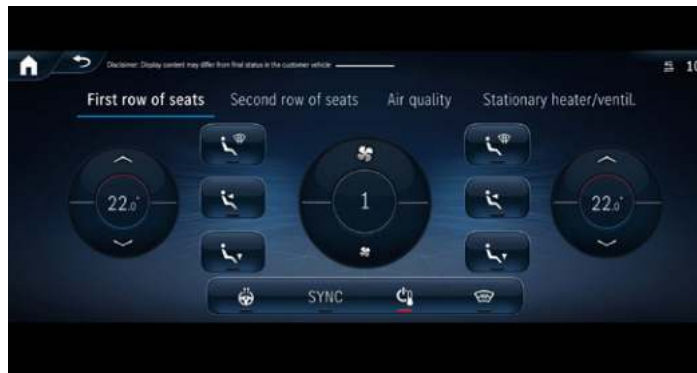 Disclaimer: Display content may differ from final status in the customer vehicle
10
First row of seats Second row of seats Air quality Stationary heater/ventil.
22.0° 1 22.0°
SYNC